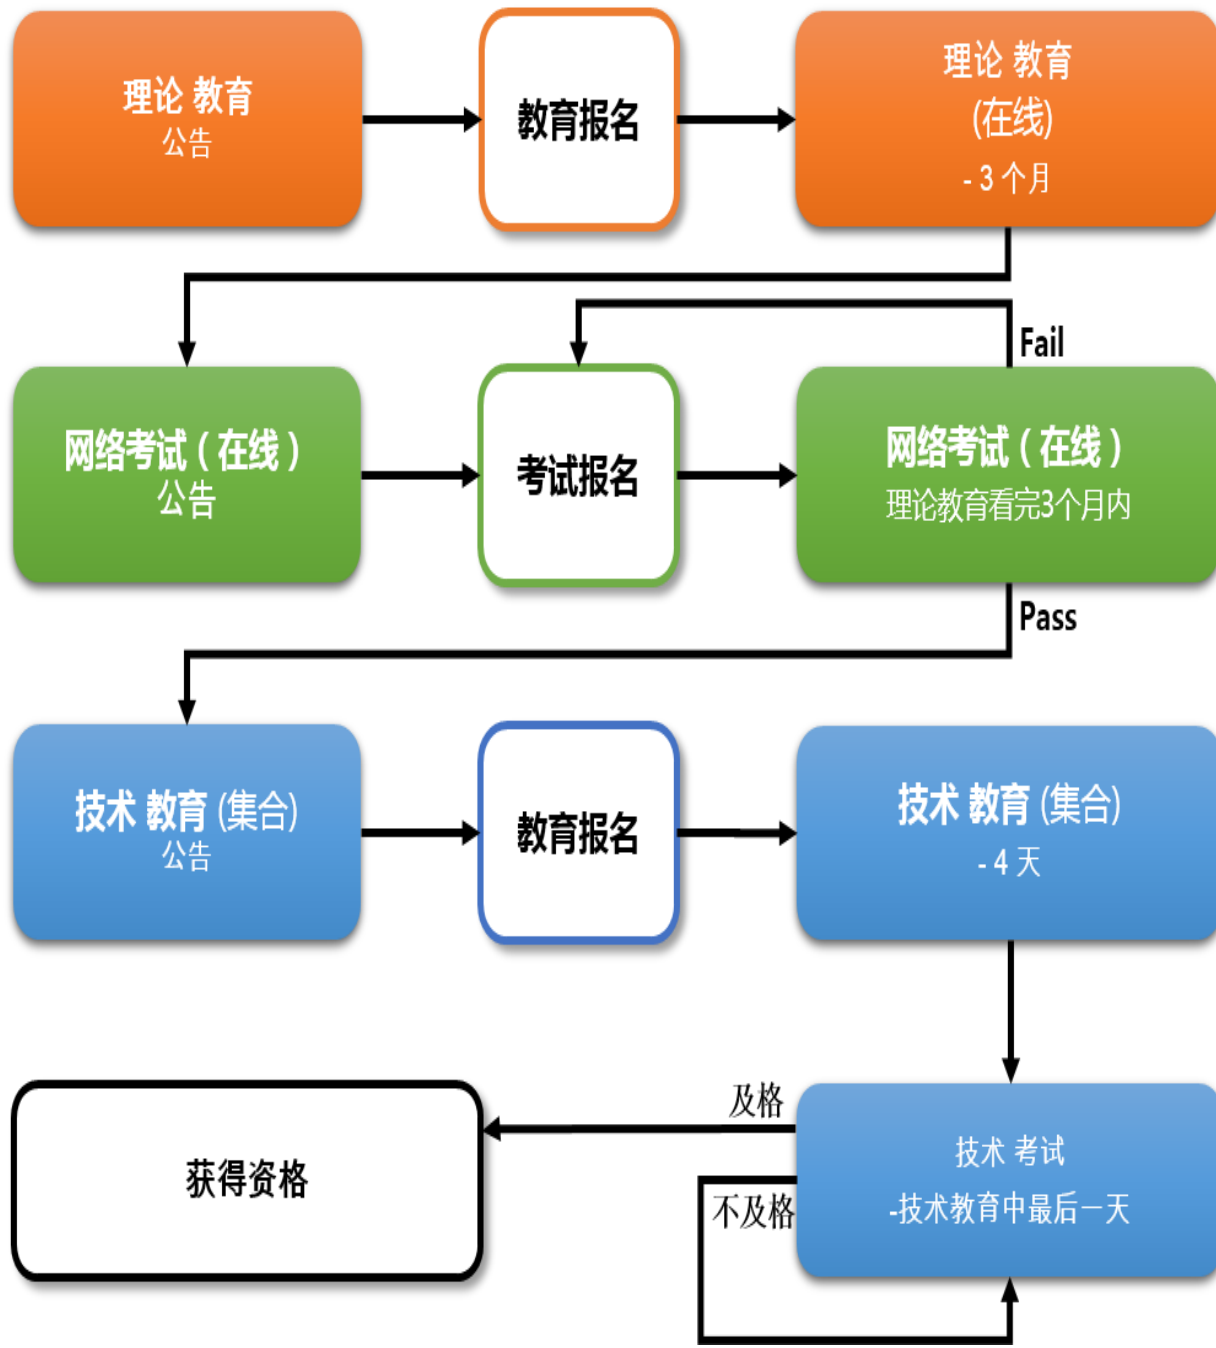 理论 教育
公告
教育报名
理论 教育
(在线)
- 3 个月
Fail
网络考试（在线）
公告
考试报名
网络考试（在线）
理论教育看完3个月内
Pass
技术 教育 (集合)
公告
教育报名
技术 教育 (集合)
- 4 天
及格
获得资格
不及格
技术 考试
-技术教育中最后一天